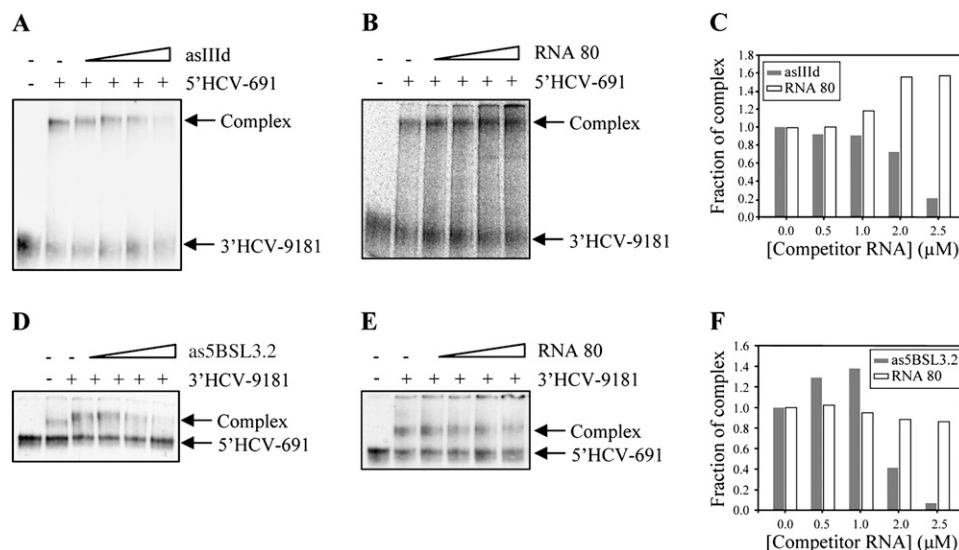 A
- - asIIId
- + + + + + 5'HCV-691
Complex
3'HCV-9181
B
- - RNA 80
- + + + + + 5'HCV-691
Complex
3'HCV-9181
C
Fraction of complex
1.8
1.6
1.4
1.2
1.0
0.8
0.6
0.4
0.2
0.0
asIIId
RNA 80
0.0 0.5 1.0 2.0 2.5
[Competitor RNA] (µM)
D
- - as5BSL3.2
- + + + + + 3'HCV-9181
Complex
5'HCV-691
E
- - RNA 80
- + + + + + 3'HCV-9181
Complex
5'HCV-691
F
Fraction of complex
1.6
1.4
1.2
1.0
0.8
0.6
0.4
0.2
0.0
as5BSL3.2
RNA 80
0.0 0.5 1.0 2.0 2.5
[Competitor RNA] (µM)